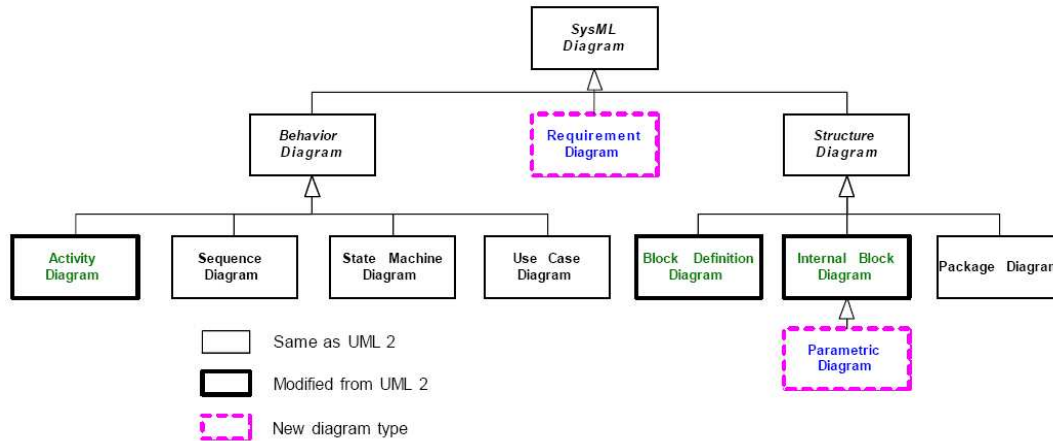 SysML
Diagram
Behavior
Diagram
Requirement
Diagram
Structure
Diagram
Activity
Diagram
Sequence
Diagram
State Machine
Diagram
Use Case
Diagram
Block Definition
Diagram
Internal Block
Diagram
Package Diagram
Parametric
Diagram
Same as UML 2
Modified from UML 2
New diagram type